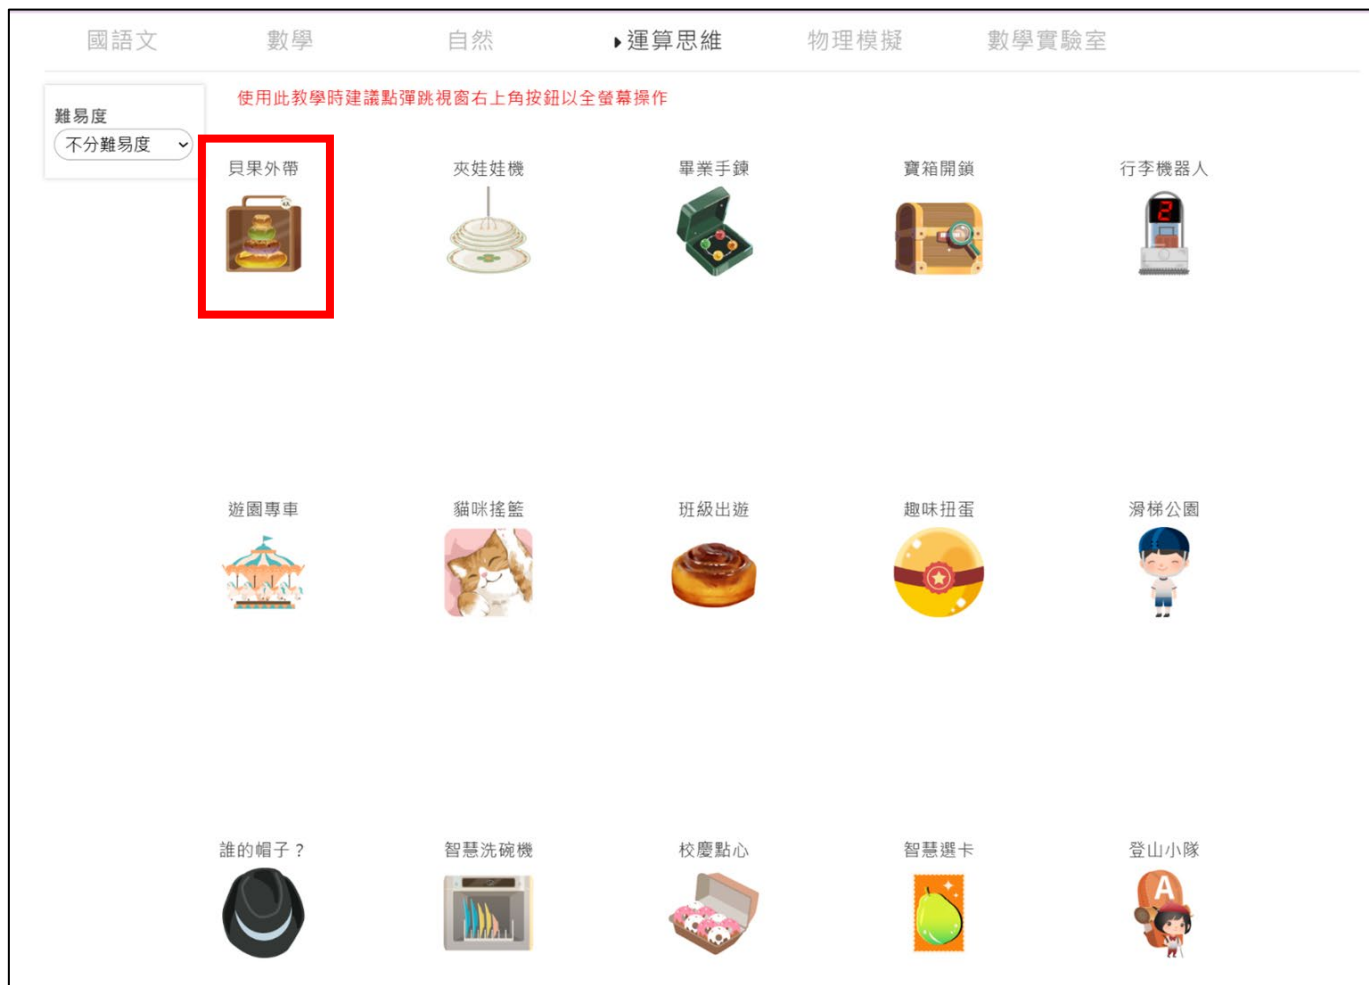 國語文 數學 自然 ▸運算思維 物理模擬 數學實驗室
使用此教學時建議點彈跳視窗右上角按鈕以全螢幕操作
難易度
不分難易度
貝果外帶 夾娃娃機 畢業手鍊 寶箱開鎖 行李機器人
2
遊園專車 貓咪搖籃 班級出遊 趣味扭蛋 滑梯公園
誰的帽子？ 智慧洗碗機 校慶點心 智慧選卡 登山小隊
A